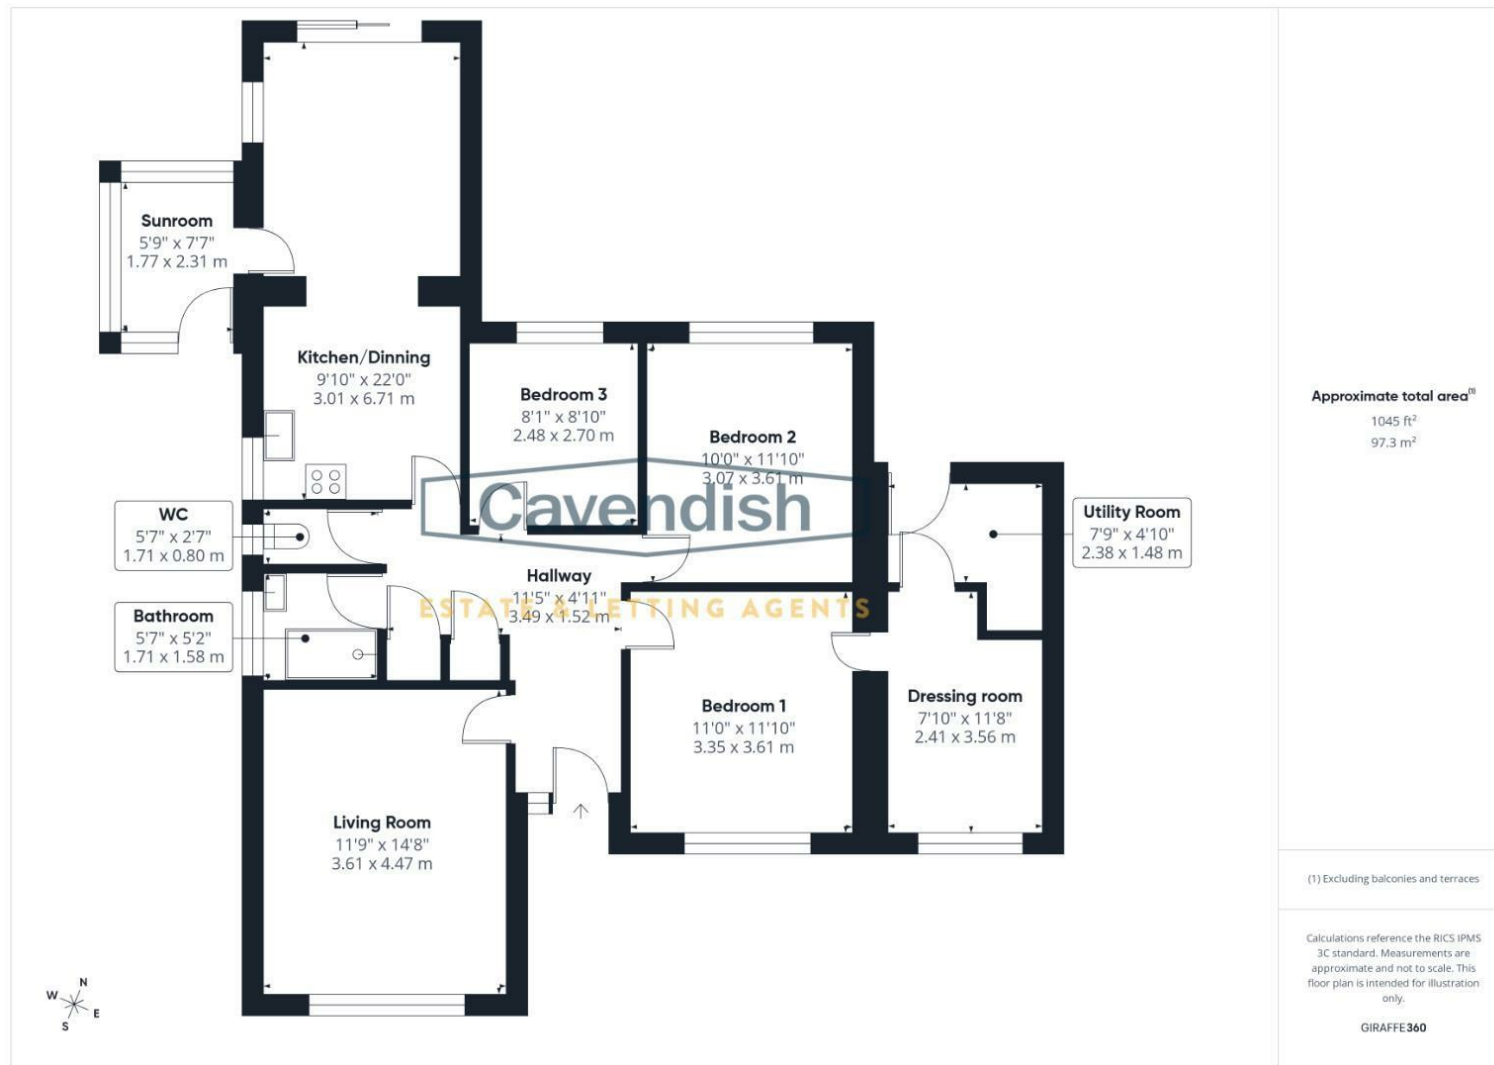 Sunroom
5'9" x 7'7"
1.77 x 2.31 m
Kitchen/Dinning
9'10" x 22'0"
3.01 x 6.71 m
Bedroom 3
8'1" x 8'10"
2.48 x 2.70 m
Bedroom 2
10'0" x 11'10"
3.07 x 3.61 m
Cavendish
ESTATE & LETTING AGENTS
WC
5'7" x 2'7"
1.71 x 0.80 m
Utility Room
7'9" x 4'10"
2.38 x 1.48 m
Hallway
11'5" x 4'11"
3.49 x 1.52 m
Bathroom
5'7" x 5'2"
1.71 x 1.58 m
Bedroom 1
11'0" x 11'10"
3.35 x 3.61 m
Dressing room
7'10" x 11'8"
2.41 x 3.56 m
Living Room
11'9" x 14'8"
3.61 x 4.47 m
N
W
E
S
Approximate total area(1)
1045 ft²
97.3 m²
(1) Excluding balconies and terraces
Calculations reference the RICS IPMS
3C standard. Measurements are
approximate and not to scale. This
floor plan is intended for illustration
only.
GIRAFFE360